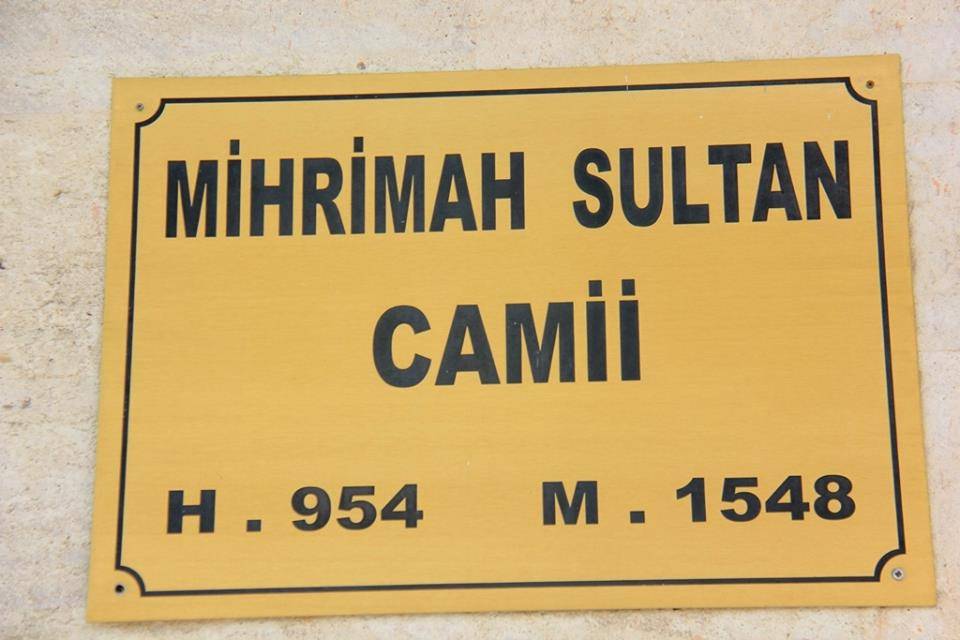 MİHRİMAH SULTAN
CAMİİ
H . 954 M . 1548